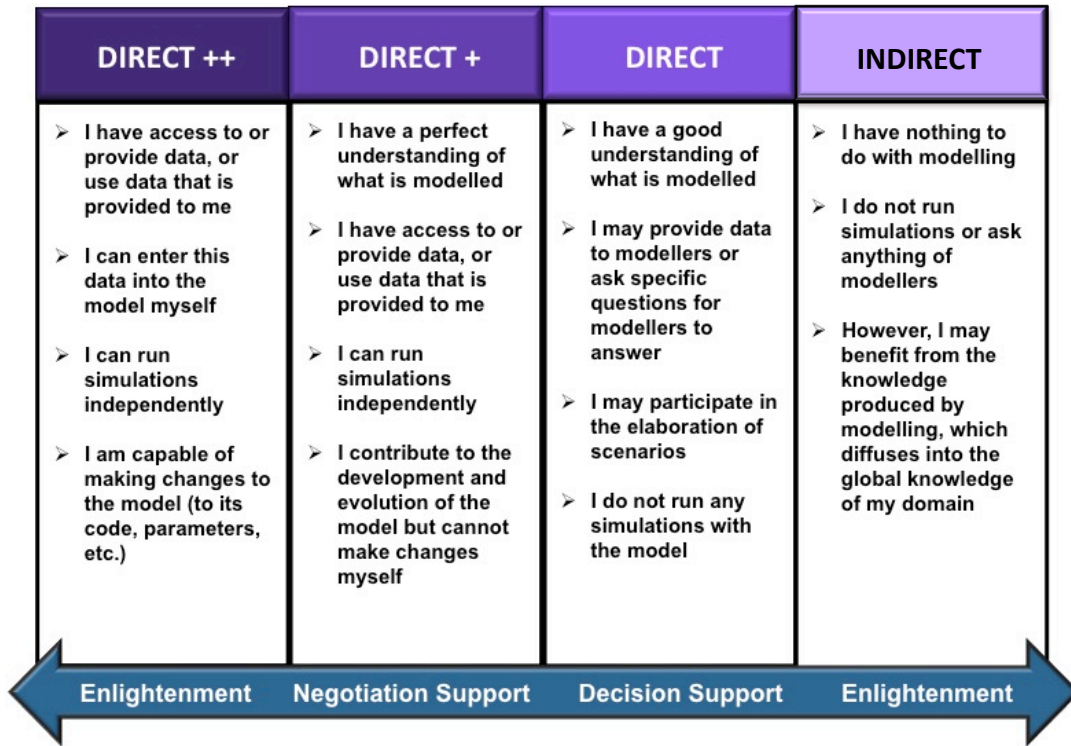 DIRECT ++
DIRECT +
DIRECT
INDIRECT
➢ I have access to or
provide data, or
use data that is
provided to me
➢ I can enter this
data into the
model myself
➢ I can run
simulations
independently
➢ I am capable of
making changes to
the model (to its
code, parameters,
etc.)
➢ I have a perfect
understanding of
what is modelled
➢ I have access to or
provide data, or
use data that is
provided to me
➢ I can run
simulations
independently
➢ I contribute to the
development and
evolution of the
model but cannot
make changes
myself
➢ I have a good
understanding of
what is modelled
➢ I may provide data
to modellers or
ask specific
questions for
modellers to
answer
➢ I may participate in
the elaboration of
scenarios
➢ I do not run any
simulations with
the model
➢ I have nothing to
do with modelling
➢ I do not run
simulations or ask
anything of
modellers
➢ However, I may
benefit from the
knowledge
produced by
modelling, which
diffuses into the
global knowledge
of my domain
Enlightenment
Negotiation Support
Decision Support
Enlightenment